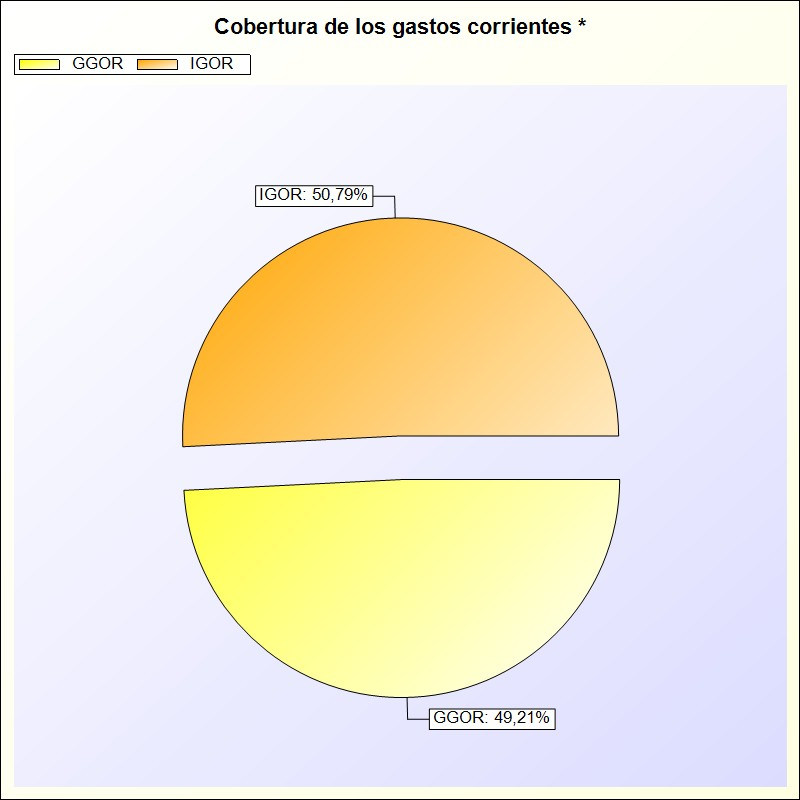 Cobertura de los gastos corrientes *
GGOR IGOR
IGOR: 50,79%
GGOR: 49,21%